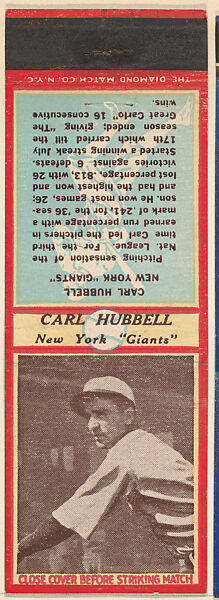 THE DIAMOND MATCH CO. N.Y.C.
CARL HUBBELL
NEW YORK "GIANTS"
Pitching sensation of the
Nat. League. For the third
time Carl led the pitchers in
earned run percentage with a
mark of 2.31 for the '36 sea-
son. He won most games, 26;
and had the highest won and
lost percentage, .813, with 26
victories against 6 defeats.
Started a winning streak July
17th which carried till the
season ended; giving "The
Great Carlo" 16 consecutive
wins.
CARL HUBBELL
New York "Giants"
CLOSE COVER BEFORE STRIKING MATCH